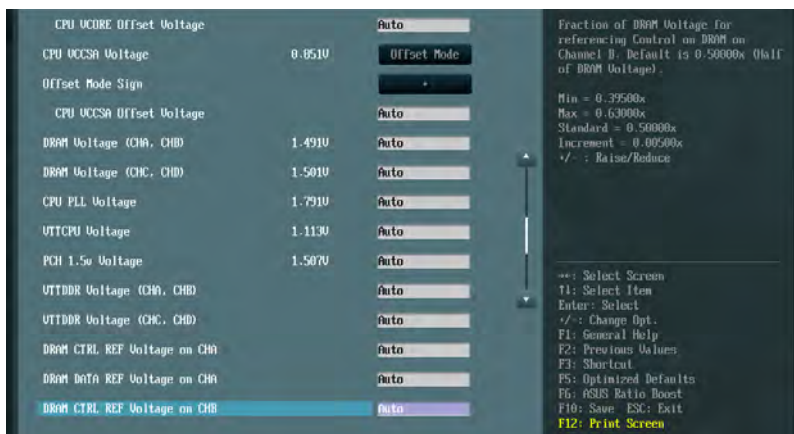 CPU VCORE Offset Voltage Auto
CPU VCCSA Voltage 0.851V Offset Mode
Offset Mode Sign +
CPU VCCSA Offset Voltage Auto
DRAM Voltage (CHA, CHB) 1.491V Auto
DRAM Voltage (CHC, CHD) 1.501V Auto
CPU PLL Voltage 1.791V Auto
VTTCPU Voltage 1.113V Auto
PCH 1.5v Voltage 1.507V Auto
VTTDDR Voltage (CHA, CHB) Auto
VTTDDR Voltage (CHC, CHD) Auto
DRAM CTRL REF Voltage on CHA Auto
DRAM DATA REF Voltage on CHA Auto
DRAM CTRL REF Voltage on CHB Auto
Fraction of DRAM Voltage for
referencing Control on DRAM on
Channel B. Default is 0.50000x (Half
of DRAM Voltage).
Min = 0.39500x
Max = 0.63000x
Standard = 0.50000x
Increment = 0.00500x
+/- : Raise/Reduce
→←: Select Screen
↑↓: Select Item
Enter: Select
+/-: Change Opt.
F1: General Help
F2: Previous Values
F3: Shortcut
F5: Optimized Defaults
F6: ASUS Ratio Boost
F10: Save ESC: Exit
F12: Print Screen